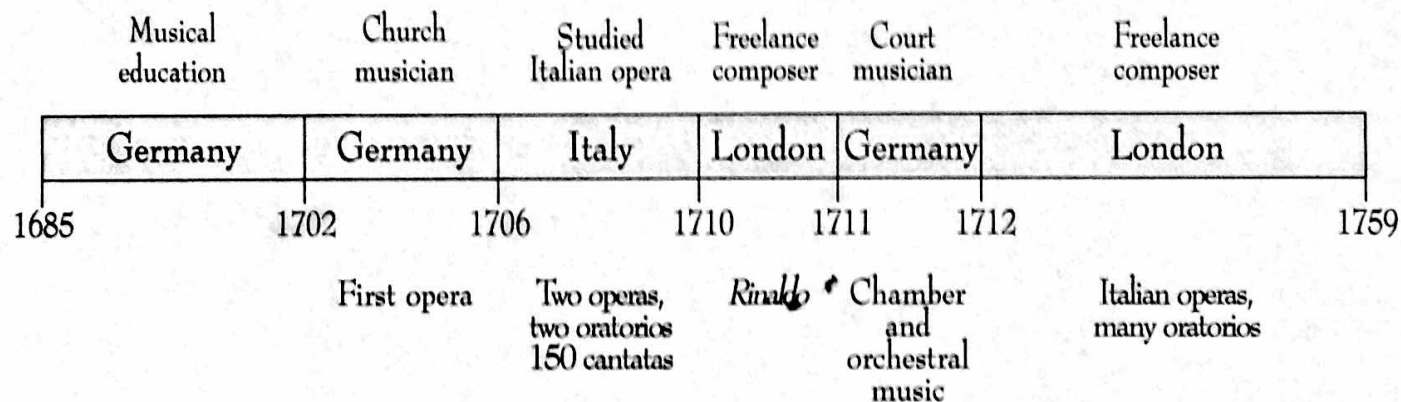 Musical
education
Church
musician
Studied
Italian opera
Freelance
composer
Court
musician
Freelance
composer
Germany
Germany
Italy
London
Germany
London
1685
1702
1706
1710
1711
1712
1759
First opera
Two operas,
two oratorios
150 cantatas
Rinaldo
Chamber
and
orchestral
music
Italian operas,
many oratorios